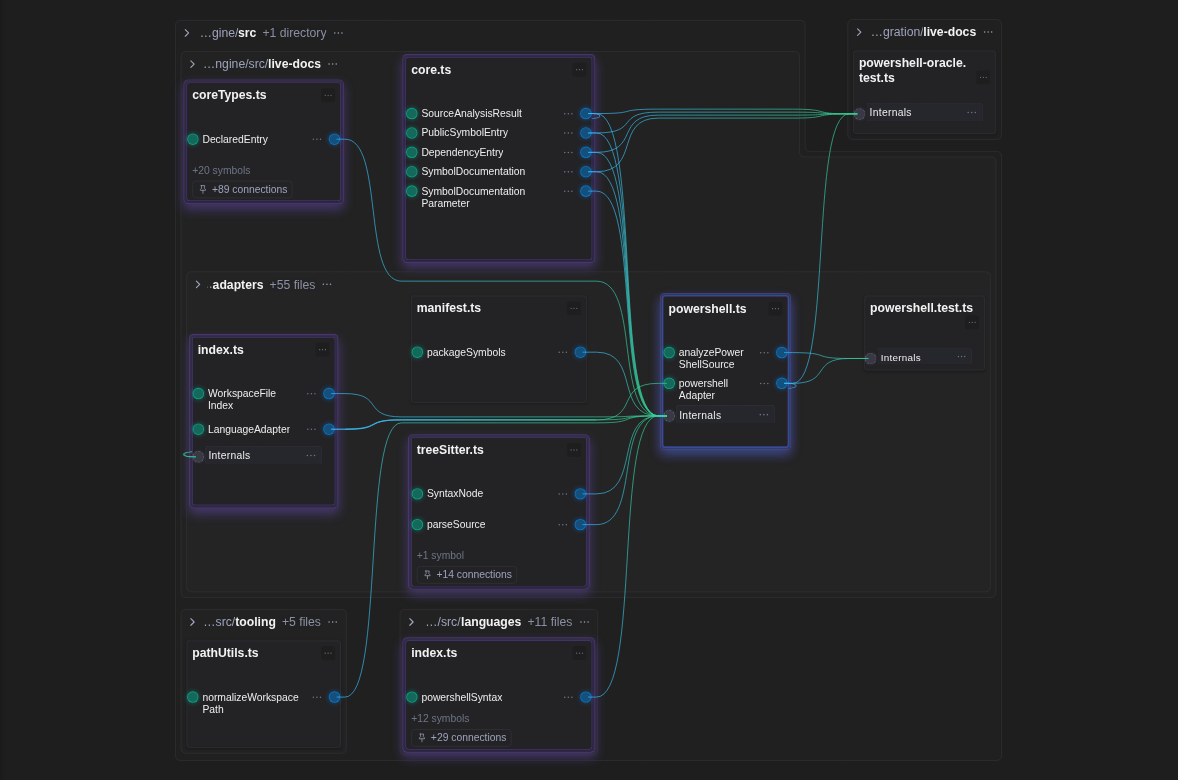 …gine/src +1 directory ···
…ngine/src/live-docs ···
coreTypes.ts ···
DeclaredEntry ···
+20 symbols
+89 connections
core.ts ···
SourceAnalysisResult ···
PublicSymbolEntry ···
DependencyEntry ···
SymbolDocumentation ···
SymbolDocumentation ···
Parameter
…gration/live-docs ···
powershell-oracle.
test.ts ···
Internals ···
…adapters +55 files ···
index.ts ···
WorkspaceFile ···
Index
LanguageAdapter ···
Internals ···
manifest.ts ···
packageSymbols ···
treeSitter.ts ···
SyntaxNode ···
parseSource ···
+1 symbol
+14 connections
powershell.ts ···
analyzePower ···
ShellSource
powershell ···
Adapter
Internals ···
powershell.test.ts
···
Internals ···
…src/tooling +5 files ···
pathUtils.ts ···
normalizeWorkspace ···
Path
…/src/languages +11 files ···
index.ts ···
powershellSyntax ···
+12 symbols
+29 connections